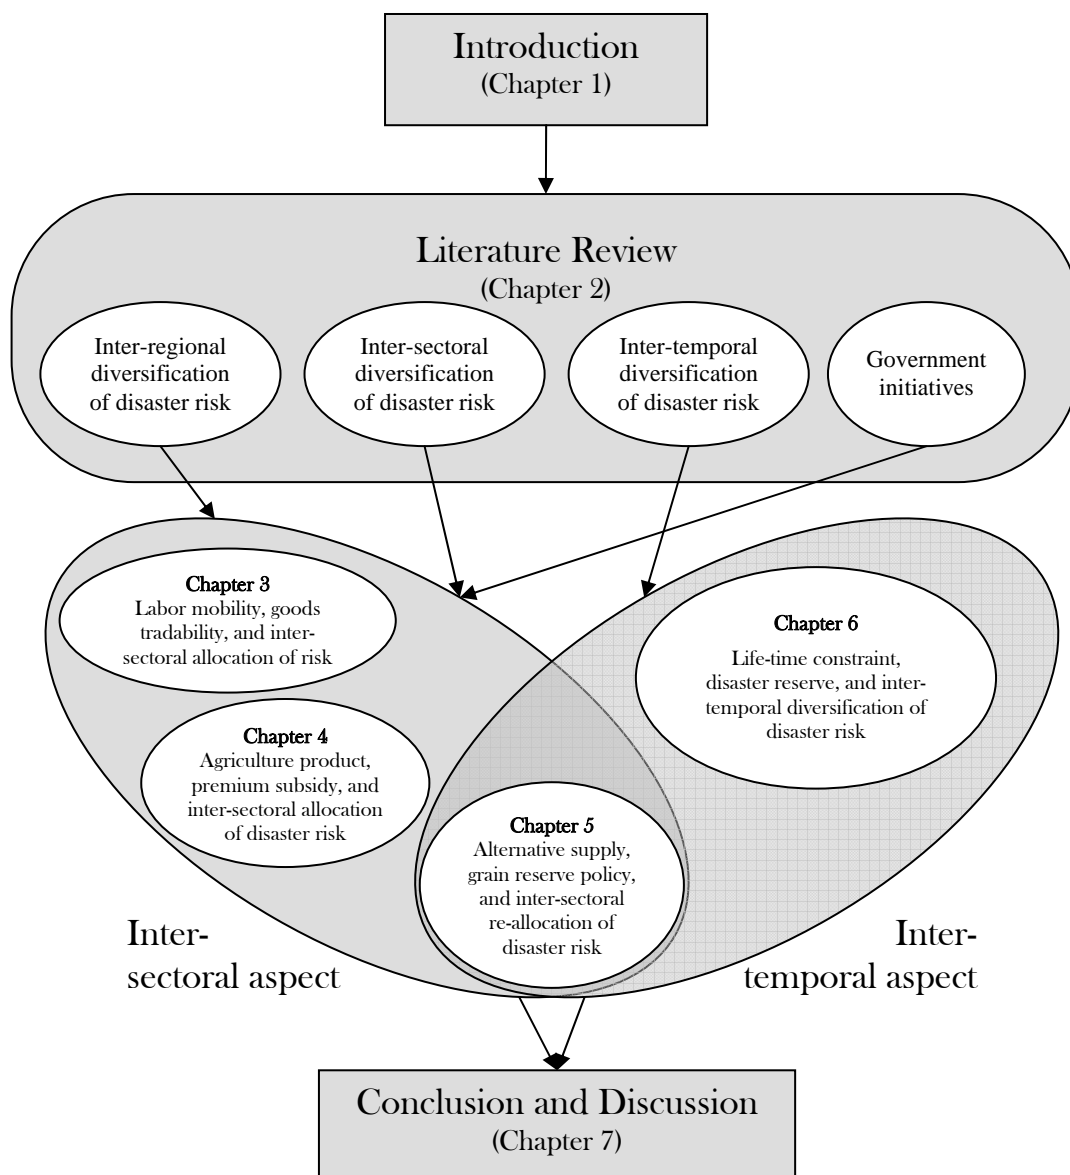 Introduction
(Chapter 1)
Literature Review
(Chapter 2)
Inter-regional
diversification
of disaster risk
Inter-sectoral
diversification
of disaster risk
Inter-temporal
diversification
of disaster risk
Government
initiatives
Chapter 3
Labor mobility, goods
tradability, and inter-
sectoral allocation of risk
Chapter 4
Agriculture product,
premium subsidy, and
inter-sectoral allocation
of disaster risk
Chapter 5
Alternative supply,
grain reserve policy,
and inter-sectoral
re-allocation of
disaster risk
Chapter 6
Life-time constraint,
disaster reserve, and inter-
temporal diversification of
disaster risk
Inter-
sectoral aspect
Inter-
temporal aspect
Conclusion and Discussion
(Chapter 7)